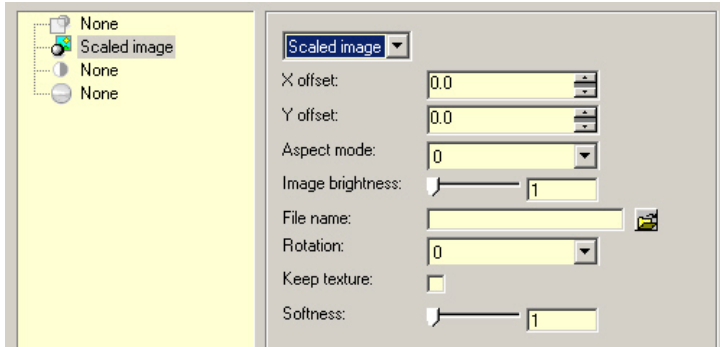 None
Scaled image
None
None
Scaled image
X offset: 0.0
Y offset: 0.0
Aspect mode: 0
Image brightness: 1
File name:
Rotation: 0
Keep texture:
Softness: 1